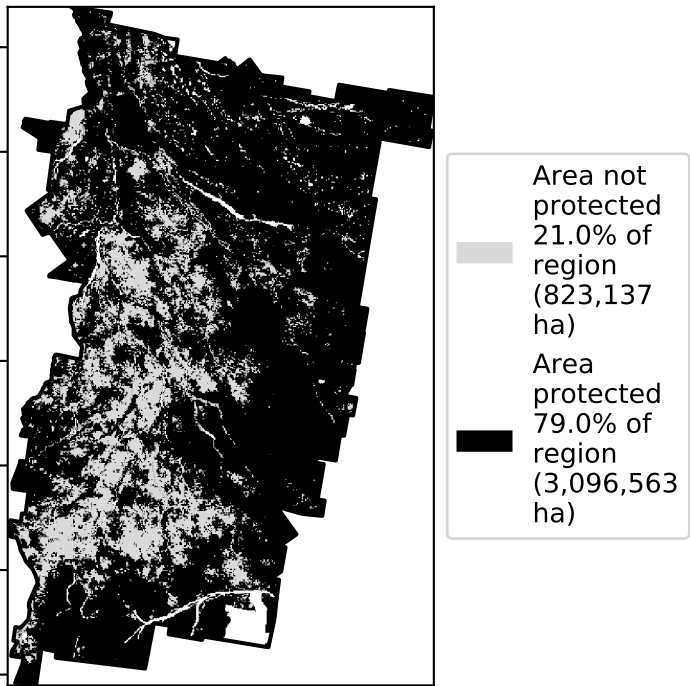 Area not
protected
21.0% of
region
(823,137
ha)
Area
protected
79.0% of
region
(3,096,563
ha)